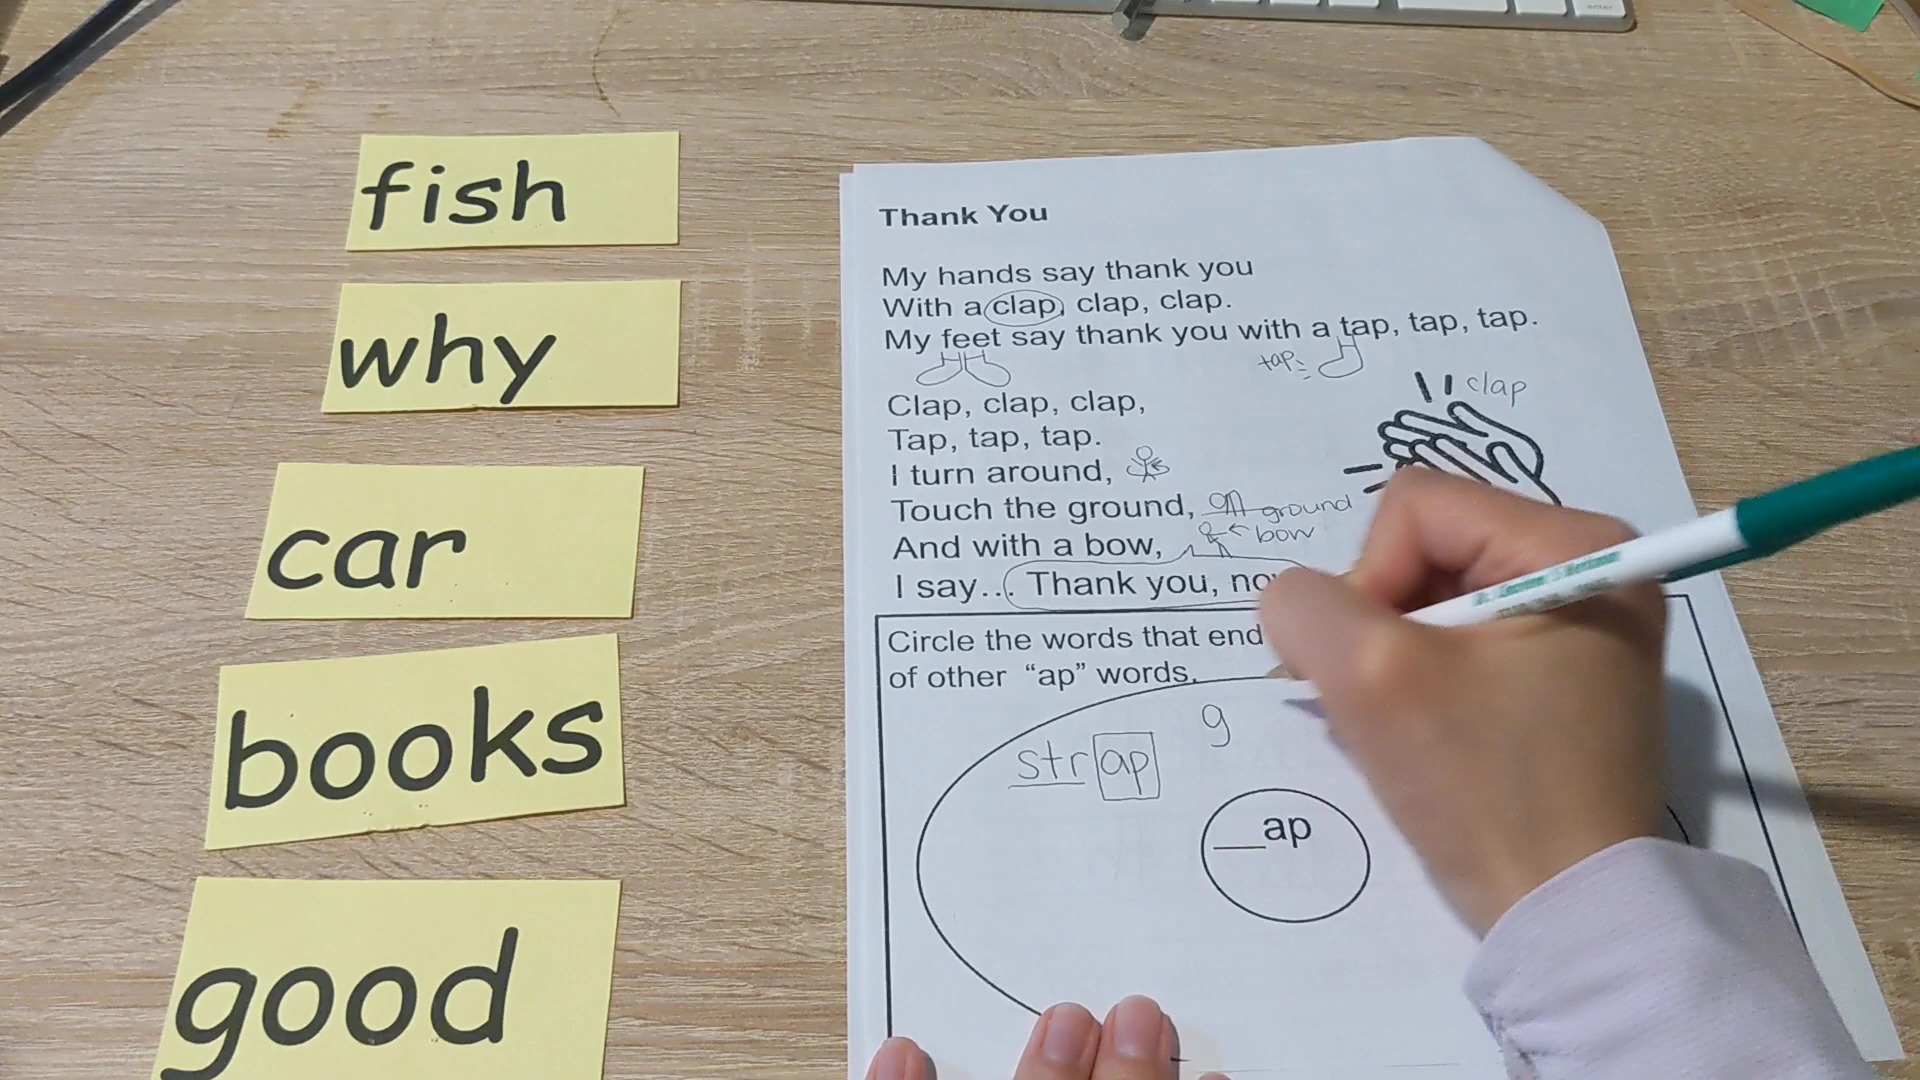 enter
fish
why
car
books
good
Thank You
My hands say thank you
With a clap, clap, clap.
My feet say thank you with a tap, tap, tap.
tap
clap
Clap, clap, clap,
Tap, tap, tap.
I turn around,
Touch the ground,
ground
And with a bow,
bow
I say... Thank you,
Circle the words that end
of other “ap” words.
g
strap
__ap